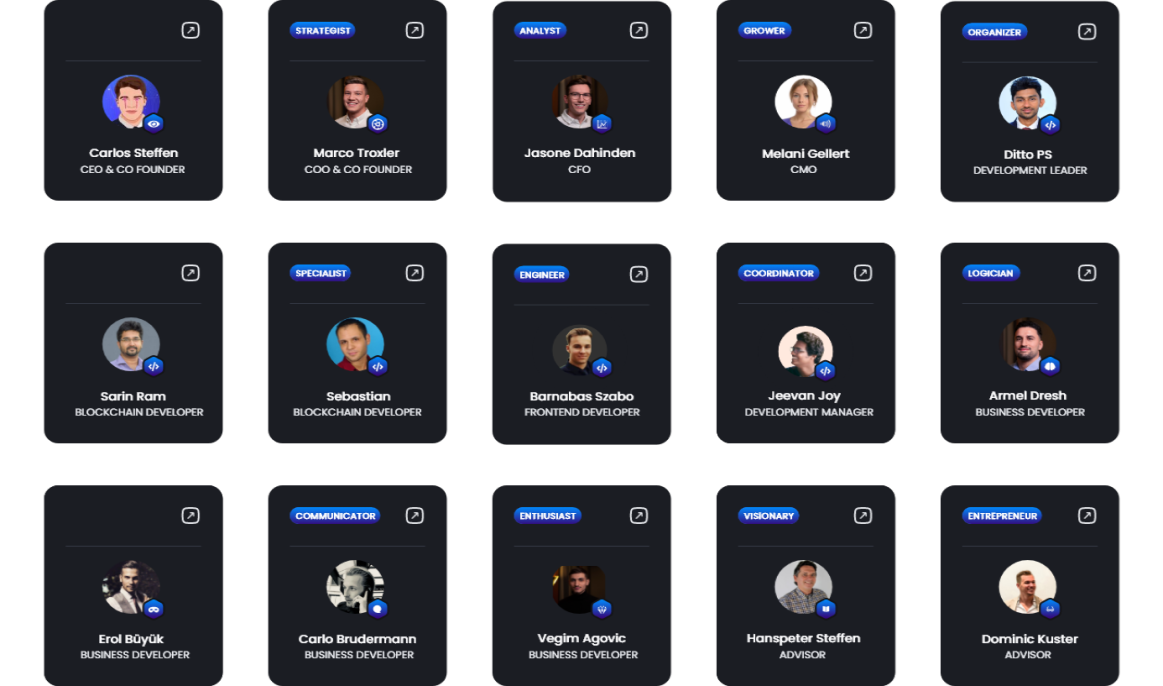 STRATEGIST
ANALYST
GROWER
ORGANIZER
Carlos Steffen
CEO & CO FOUNDER
Marco Troxler
COO & CO FOUNDER
Jasone Dahinden
CFO
Melani Gellert
CMO
Ditto PS
DEVELOPMENT LEADER
SPECIALIST
ENGINEER
COORDINATOR
LOGICIAN
Sarin Ram
BLOCKCHAIN DEVELOPER
Sebastian
BLOCKCHAIN DEVELOPER
Barnabas Szabo
FRONTEND DEVELOPER
Jeevan Joy
DEVELOPMENT MANAGER
Armel Dresh
BUSINESS DEVELOPER
COMMUNICATOR
ENTHUSIAST
VISIONARY
ENTREPRENEUR
Erol Büyük
BUSINESS DEVELOPER
Carlo Brudermann
BUSINESS DEVELOPER
Vegim Agovic
BUSINESS DEVELOPER
Hanspeter Steffen
ADVISOR
Dominic Kuster
ADVISOR